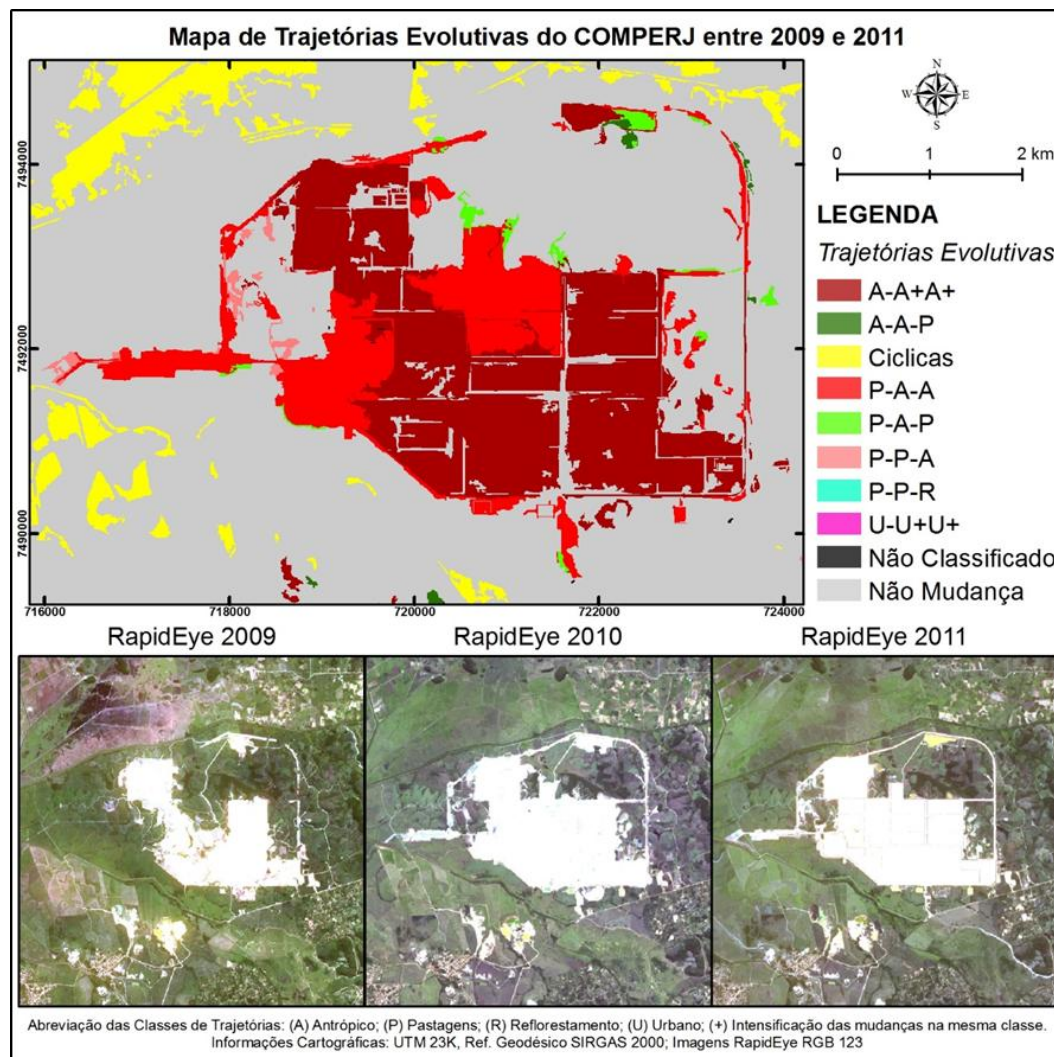 Mapa de Trajetórias Evolutivas do COMPERJ entre 2009 e 2011
N
W E
S
0 1 2 km
LEGENDA
Trajetórias Evolutivas
A-A+A+
A-A-P
Ciclicas
P-A-A
P-A-P
P-P-A
P-P-R
U-U+U+
Não Classificado
Não Mudança
7494000
7492000
7490000
716000 718000 720000 722000 724000
RapidEye 2009 RapidEye 2010 RapidEye 2011
Abreviação das Classes de Trajetórias: (A) Antrópico; (P) Pastagens; (R) Reflorestamento; (U) Urbano; (+) Intensificação das mudanças na mesma classe.
Informações Cartográficas: UTM 23K, Ref. Geodésico SIRGAS 2000; Imagens RapidEye RGB 123